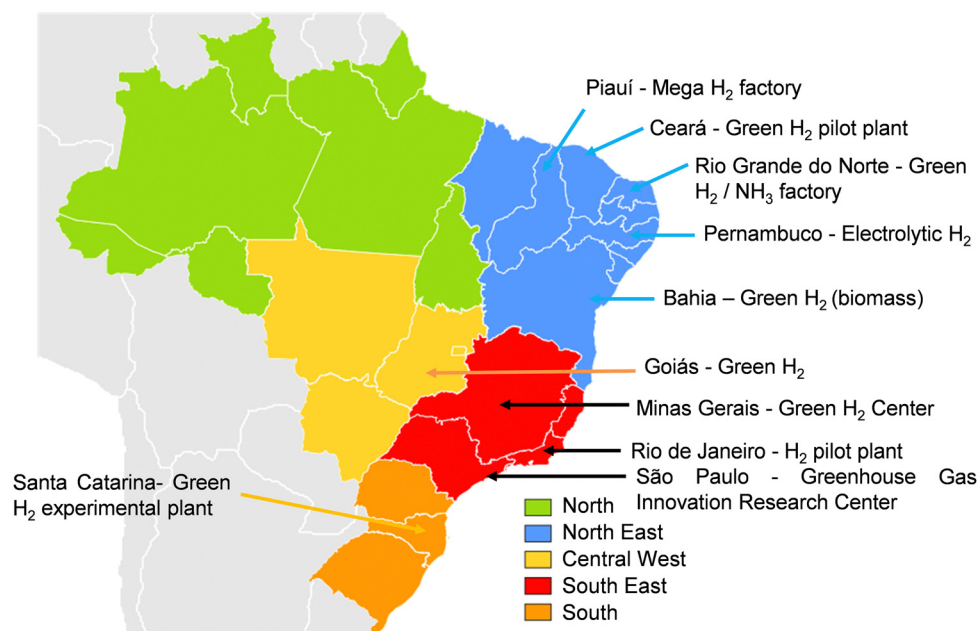 Piauí - Mega H₂ factory
Ceará - Green H₂ pilot plant
Rio Grande do Norte - Green
H₂ / NH₃ factory
Pernambuco - Electrolytic H₂
Bahia – Green H₂ (biomass)
Goiás - Green H₂
Minas Gerais - Green H₂ Center
Rio de Janeiro - H₂ pilot plant
São Paulo - Greenhouse Gas
Innovation Research Center
Santa Catarina- Green
H₂ experimental plant
North
North East
Central West
South East
South